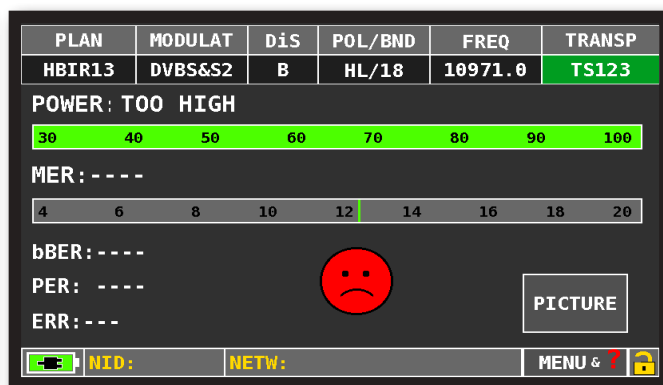 PLAN MODULAT DiS POL/BND FREQ TRANSP
HBIR13 DVBS&S2 B HL/18 10971.0 TS123
POWER: TOO HIGH
30 40 50 60 70 80 90 100
MER:----
4 6 8 10 12 14 16 18 20
bBER:----
PER: ----
PICTURE
ERR:---
NID: NETW: MENU & ?